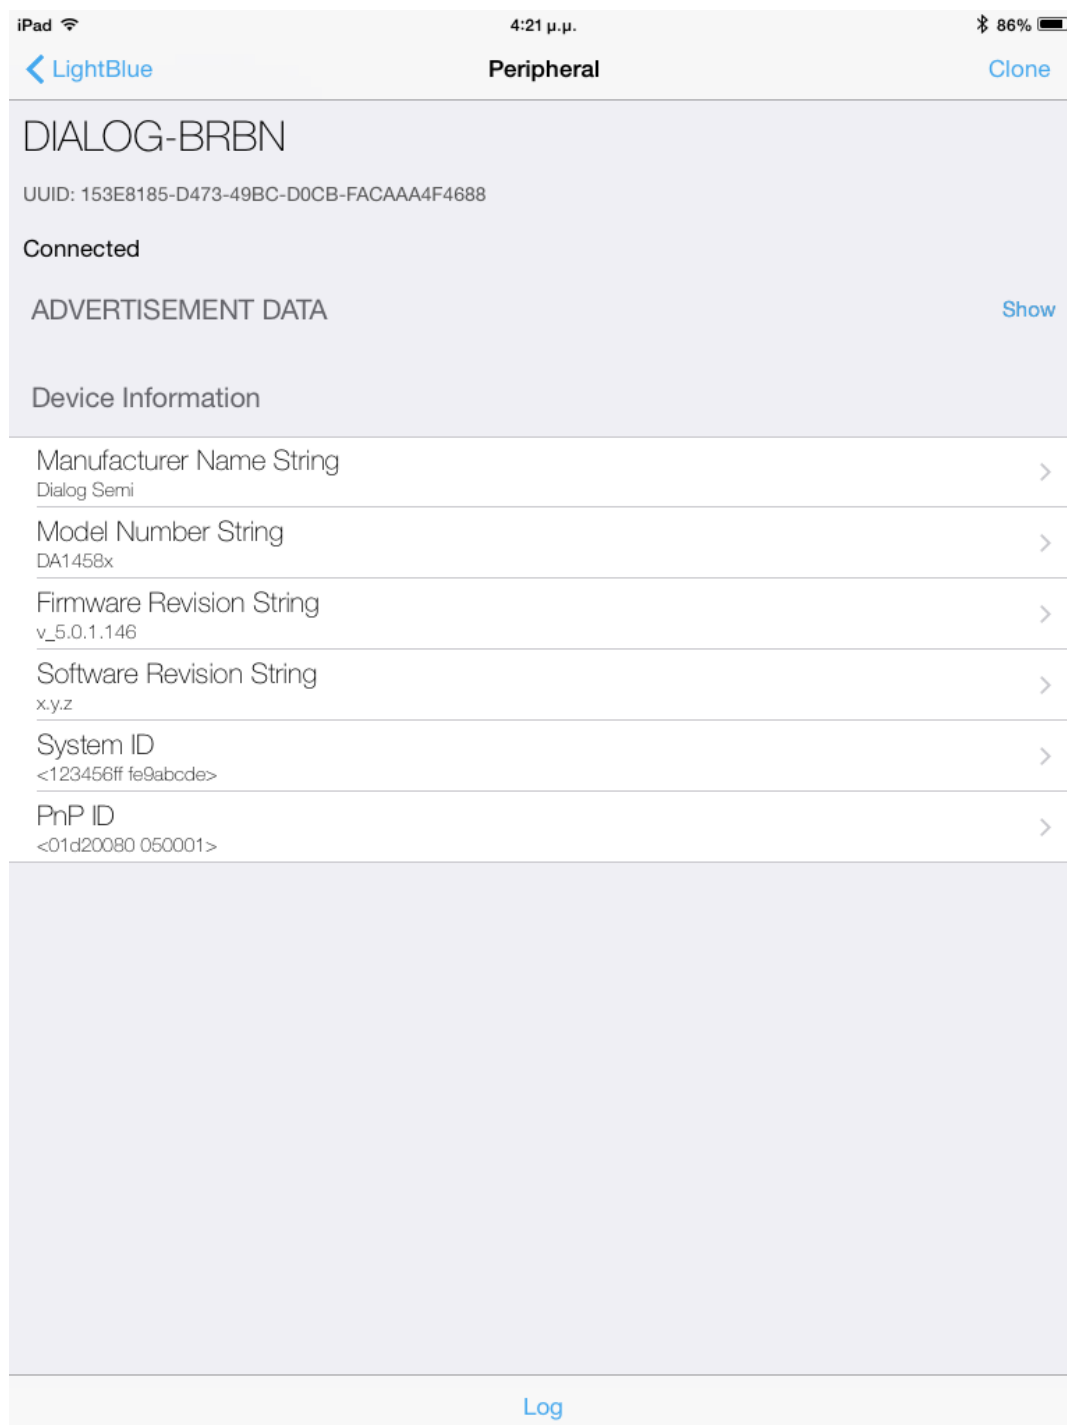 iPad 4:21 μ.μ. 86%
LightBlue Peripheral Clone
DIALOG-BRBN
UUID: 153E8185-D473-49BC-D0CB-FACAAA4F4688
Connected
ADVERTISEMENT DATA Show
Device Information
Manufacturer Name String
Dialog Semi
Model Number String
DA1458x
Firmware Revision String
v_5.0.1.146
Software Revision String
x.y.z
System ID
<123456ff fe9abcde>
PnP ID
<01d20080 050001>
Log